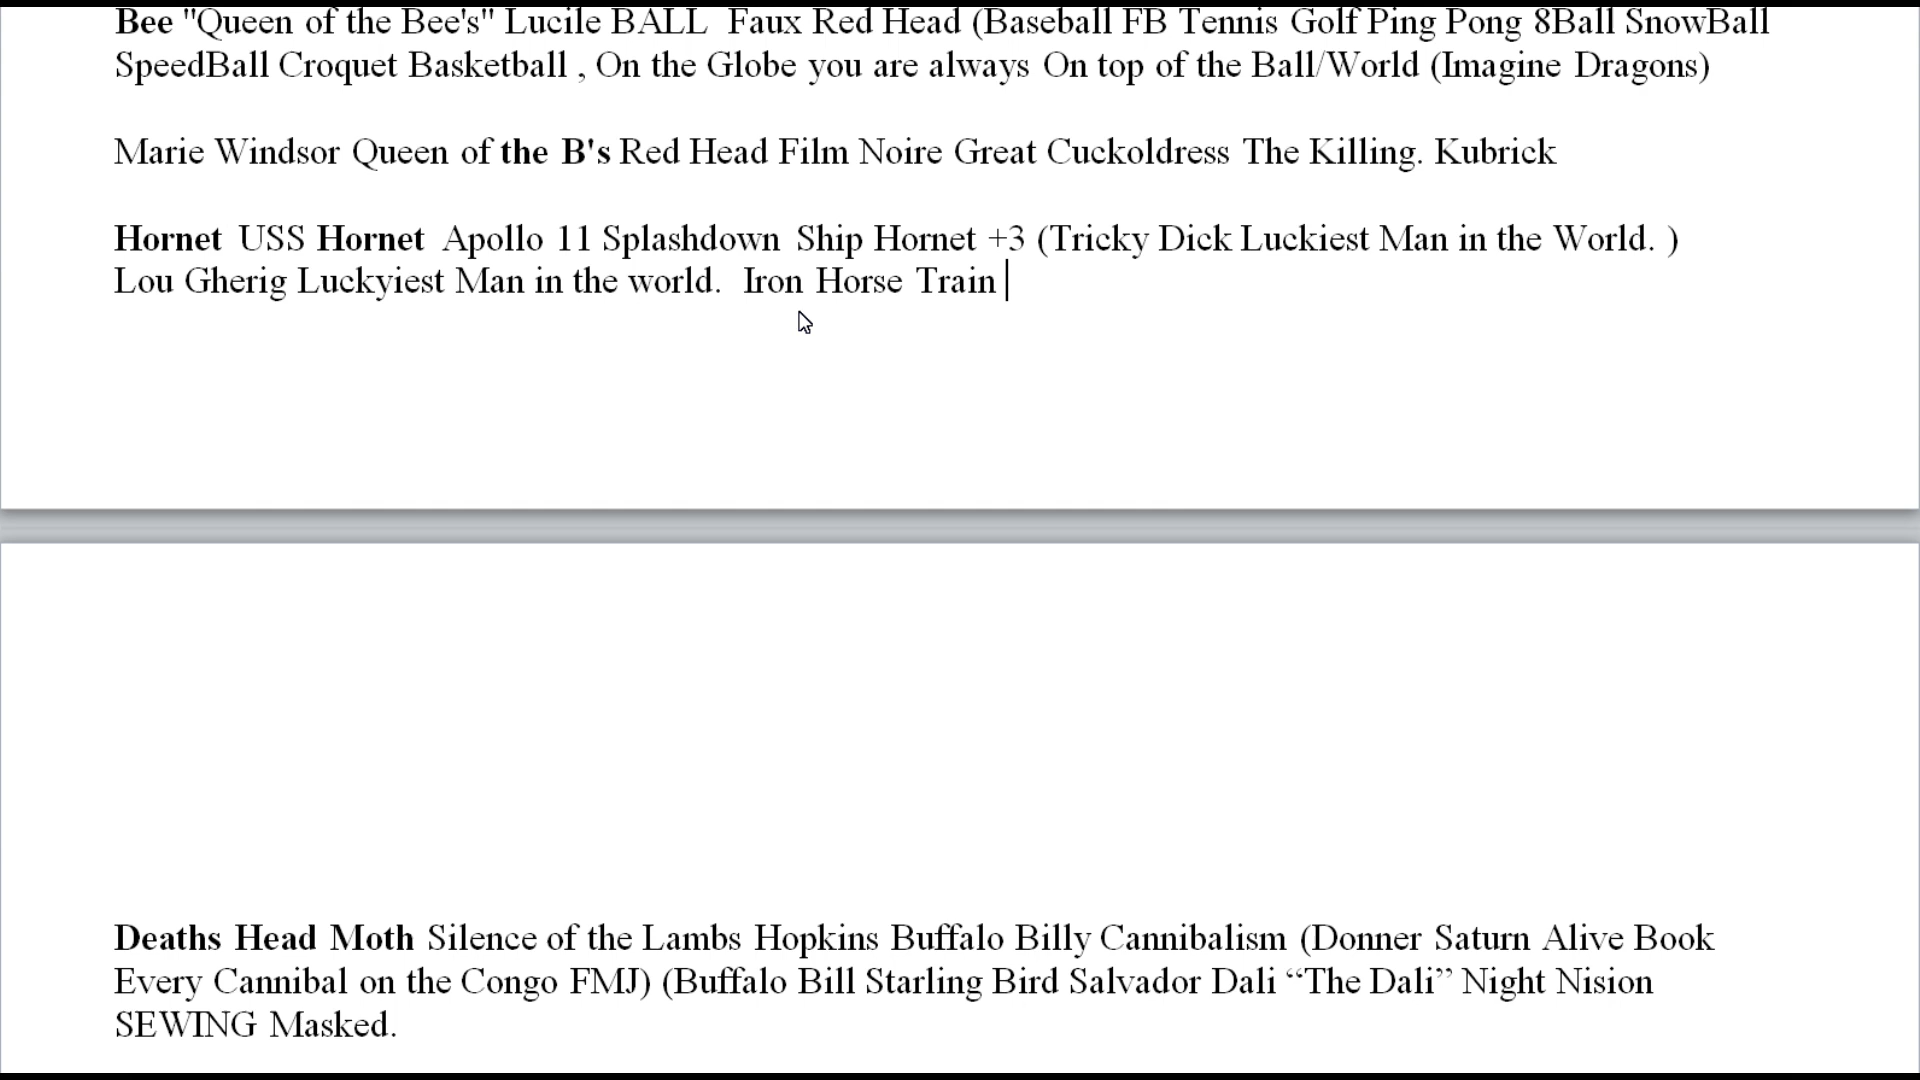 Bee "Queen of the Bee's" Lucile BALL  Faux Red Head (Baseball FB Tennis Golf Ping Pong 8Ball SnowBall
SpeedBall Croquet Basketball , On the Globe you are always On top of the Ball/World (Imagine Dragons)
Marie Windsor Queen of the B's Red Head Film Noire Great Cuckoldress The Killing. Kubrick
Hornet USS Hornet Apollo 11 Splashdown Ship Hornet +3 (Tricky Dick Luckiest Man in the World. )
Lou Gherig Luckyiest Man in the world. Iron Horse Train
Deaths Head Moth Silence of the Lambs Hopkins Buffalo Billy Cannibalism (Donner Saturn Alive Book
Every Cannibal on the Congo FMJ) (Buffalo Bill Starling Bird Salvador Dali “The Dali” Night Nision
SEWING Masked.